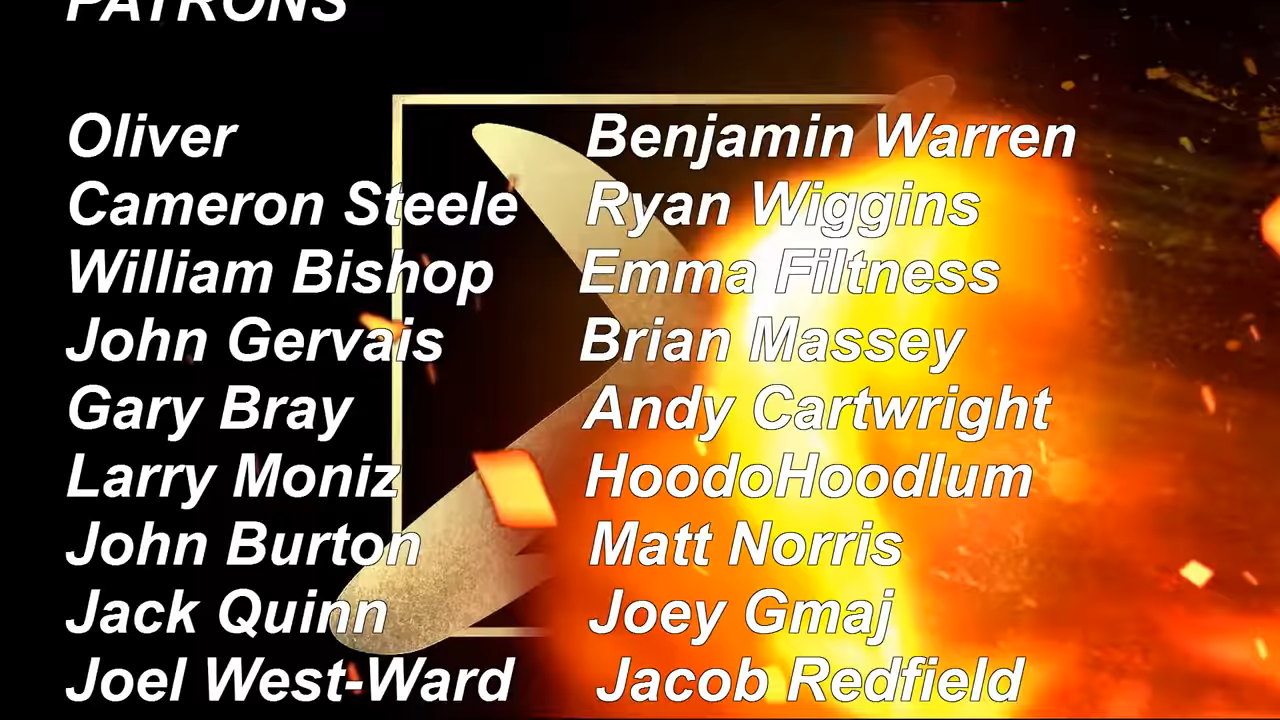 PATRONS
Oliver
Cameron Steele
William Bishop
John Gervais
Gary Bray
Larry Moniz
John Burton
Jack Quinn
Joel West-Ward
Benjamin Warren
Ryan Wiggins
Emma Filtness
Brian Massey
Andy Cartwright
HoodoHoodlum
Matt Norris
Joey Gmaj
Jacob Redfield